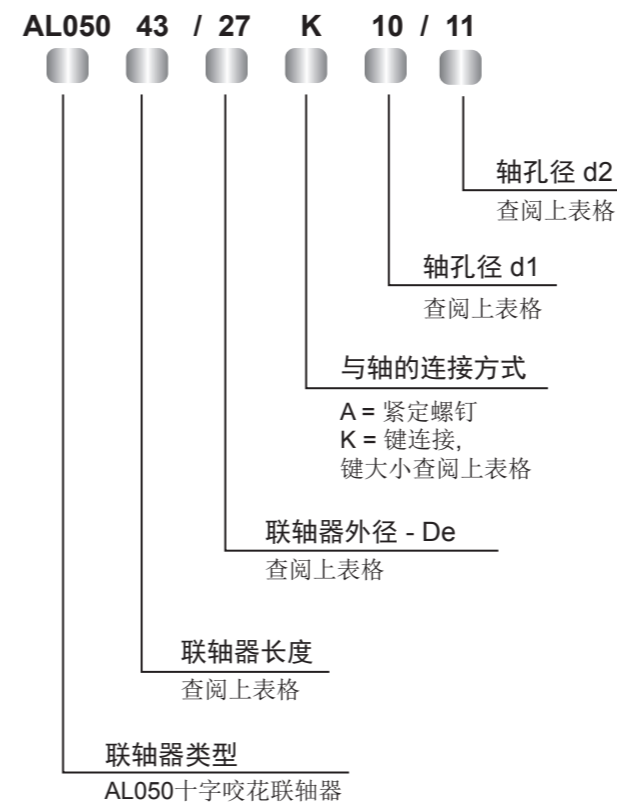 AL050 43 / 27 K 10 / 11
轴孔径 d2
查阅上表格
轴孔径 d1
查阅上表格
与轴的连接方式
A = 紧定螺钉
K = 键连接,
键大小查阅上表格
联轴器外径 - De
查阅上表格
联轴器长度
查阅上表格
联轴器类型
AL050十字咬花联轴器